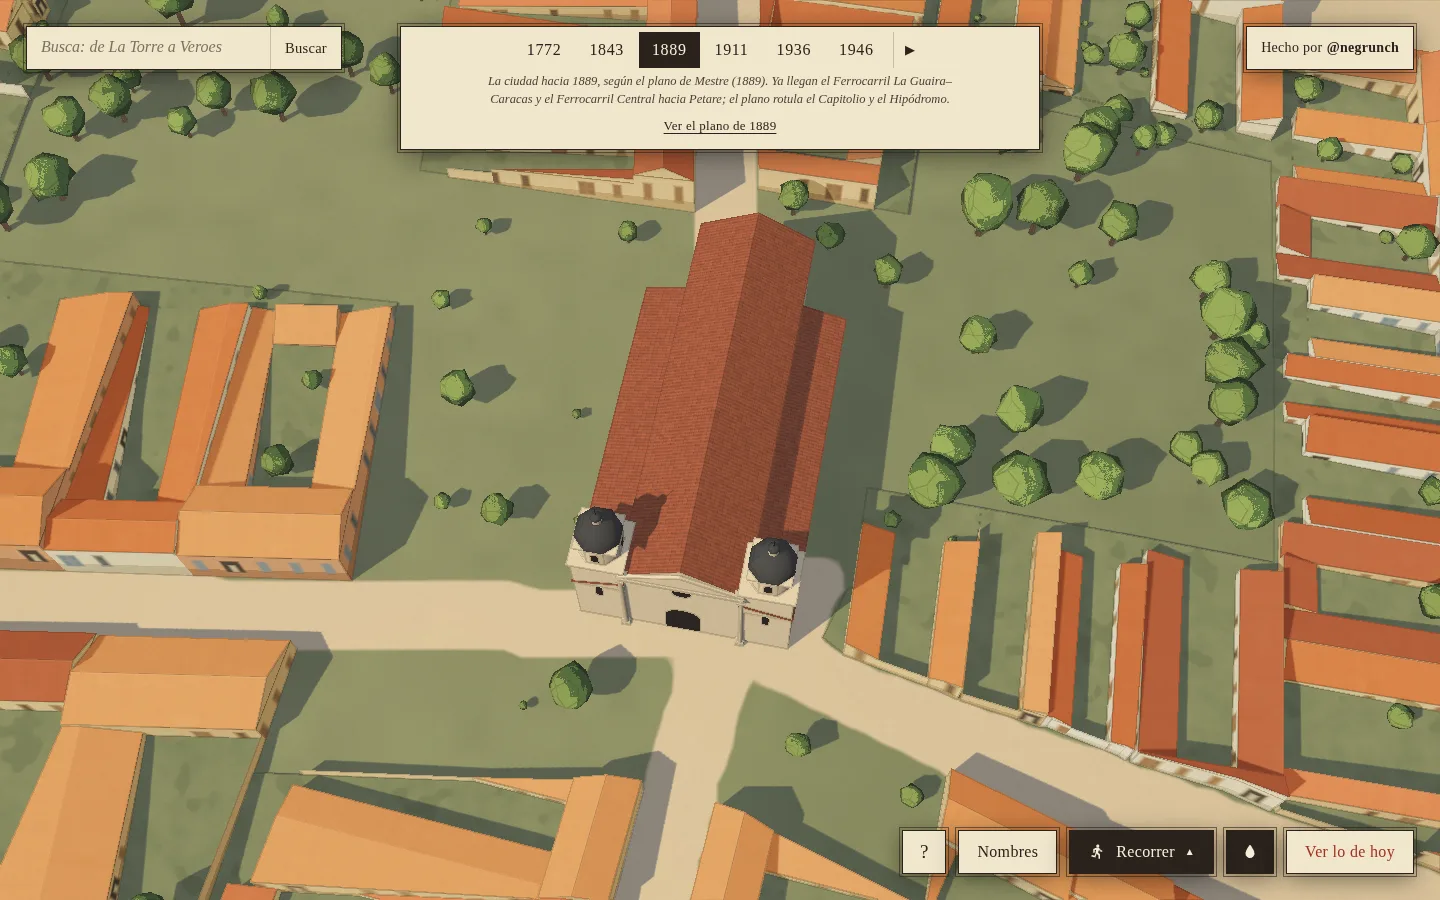 Busca: de La Torre a Veroes
Buscar
1772 1843 1889 1911 1936 1946 ▶
La ciudad hacia 1889, según el plano de Mestre (1889). Ya llegan el Ferrocarril La Guaira–
Caracas y el Ferrocarril Central hacia Petare; el plano rotula el Capitolio y el Hipódromo.
Ver el plano de 1889
Hecho por @negrunch
?
Nombres
Recorrer ▲
Ver lo de hoy